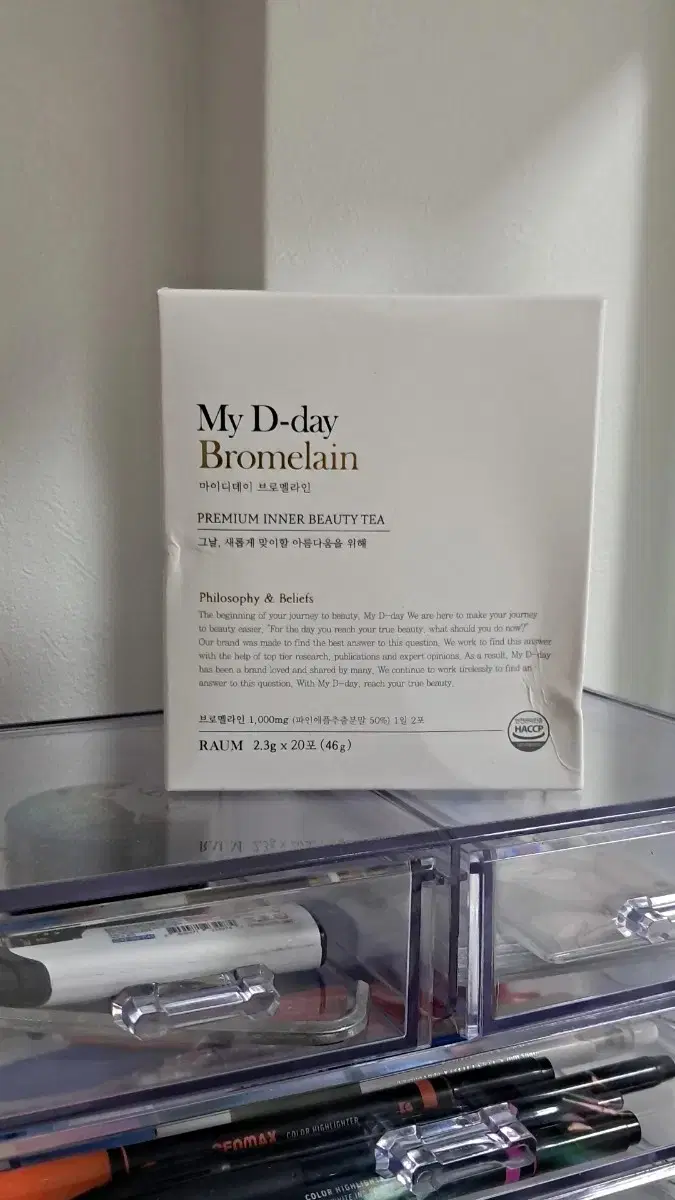 My D-day
Bromelain
마이디데이 브로멜라인
PREMIUM INNER BEAUTY TEA
그날, 새롭게 맞이할 아름다움을 위해
Philosophy & Beliefs
The beginning of your journey to beauty, My D-day We are here to make your journey
to beauty easier. "For the day you reach your true beauty, what should you do now?"
Our brand was made to find the best answer to this question. We work to find this answer
with the help of top tier research, publications and expert opinions. As a result, My D-day
has been a brand loved and shared by many. We continue to work tirelessly to find an
answer to this question. With My D-day, reach your true beauty.
브로멜라인 1,000mg (파인애플추출분말 50%) 1일 2포
HACCP
RAUM 2.3g x 20포 (46g)
COLOR HIGHLIGHTER
COLOR HIGHLIGHTER